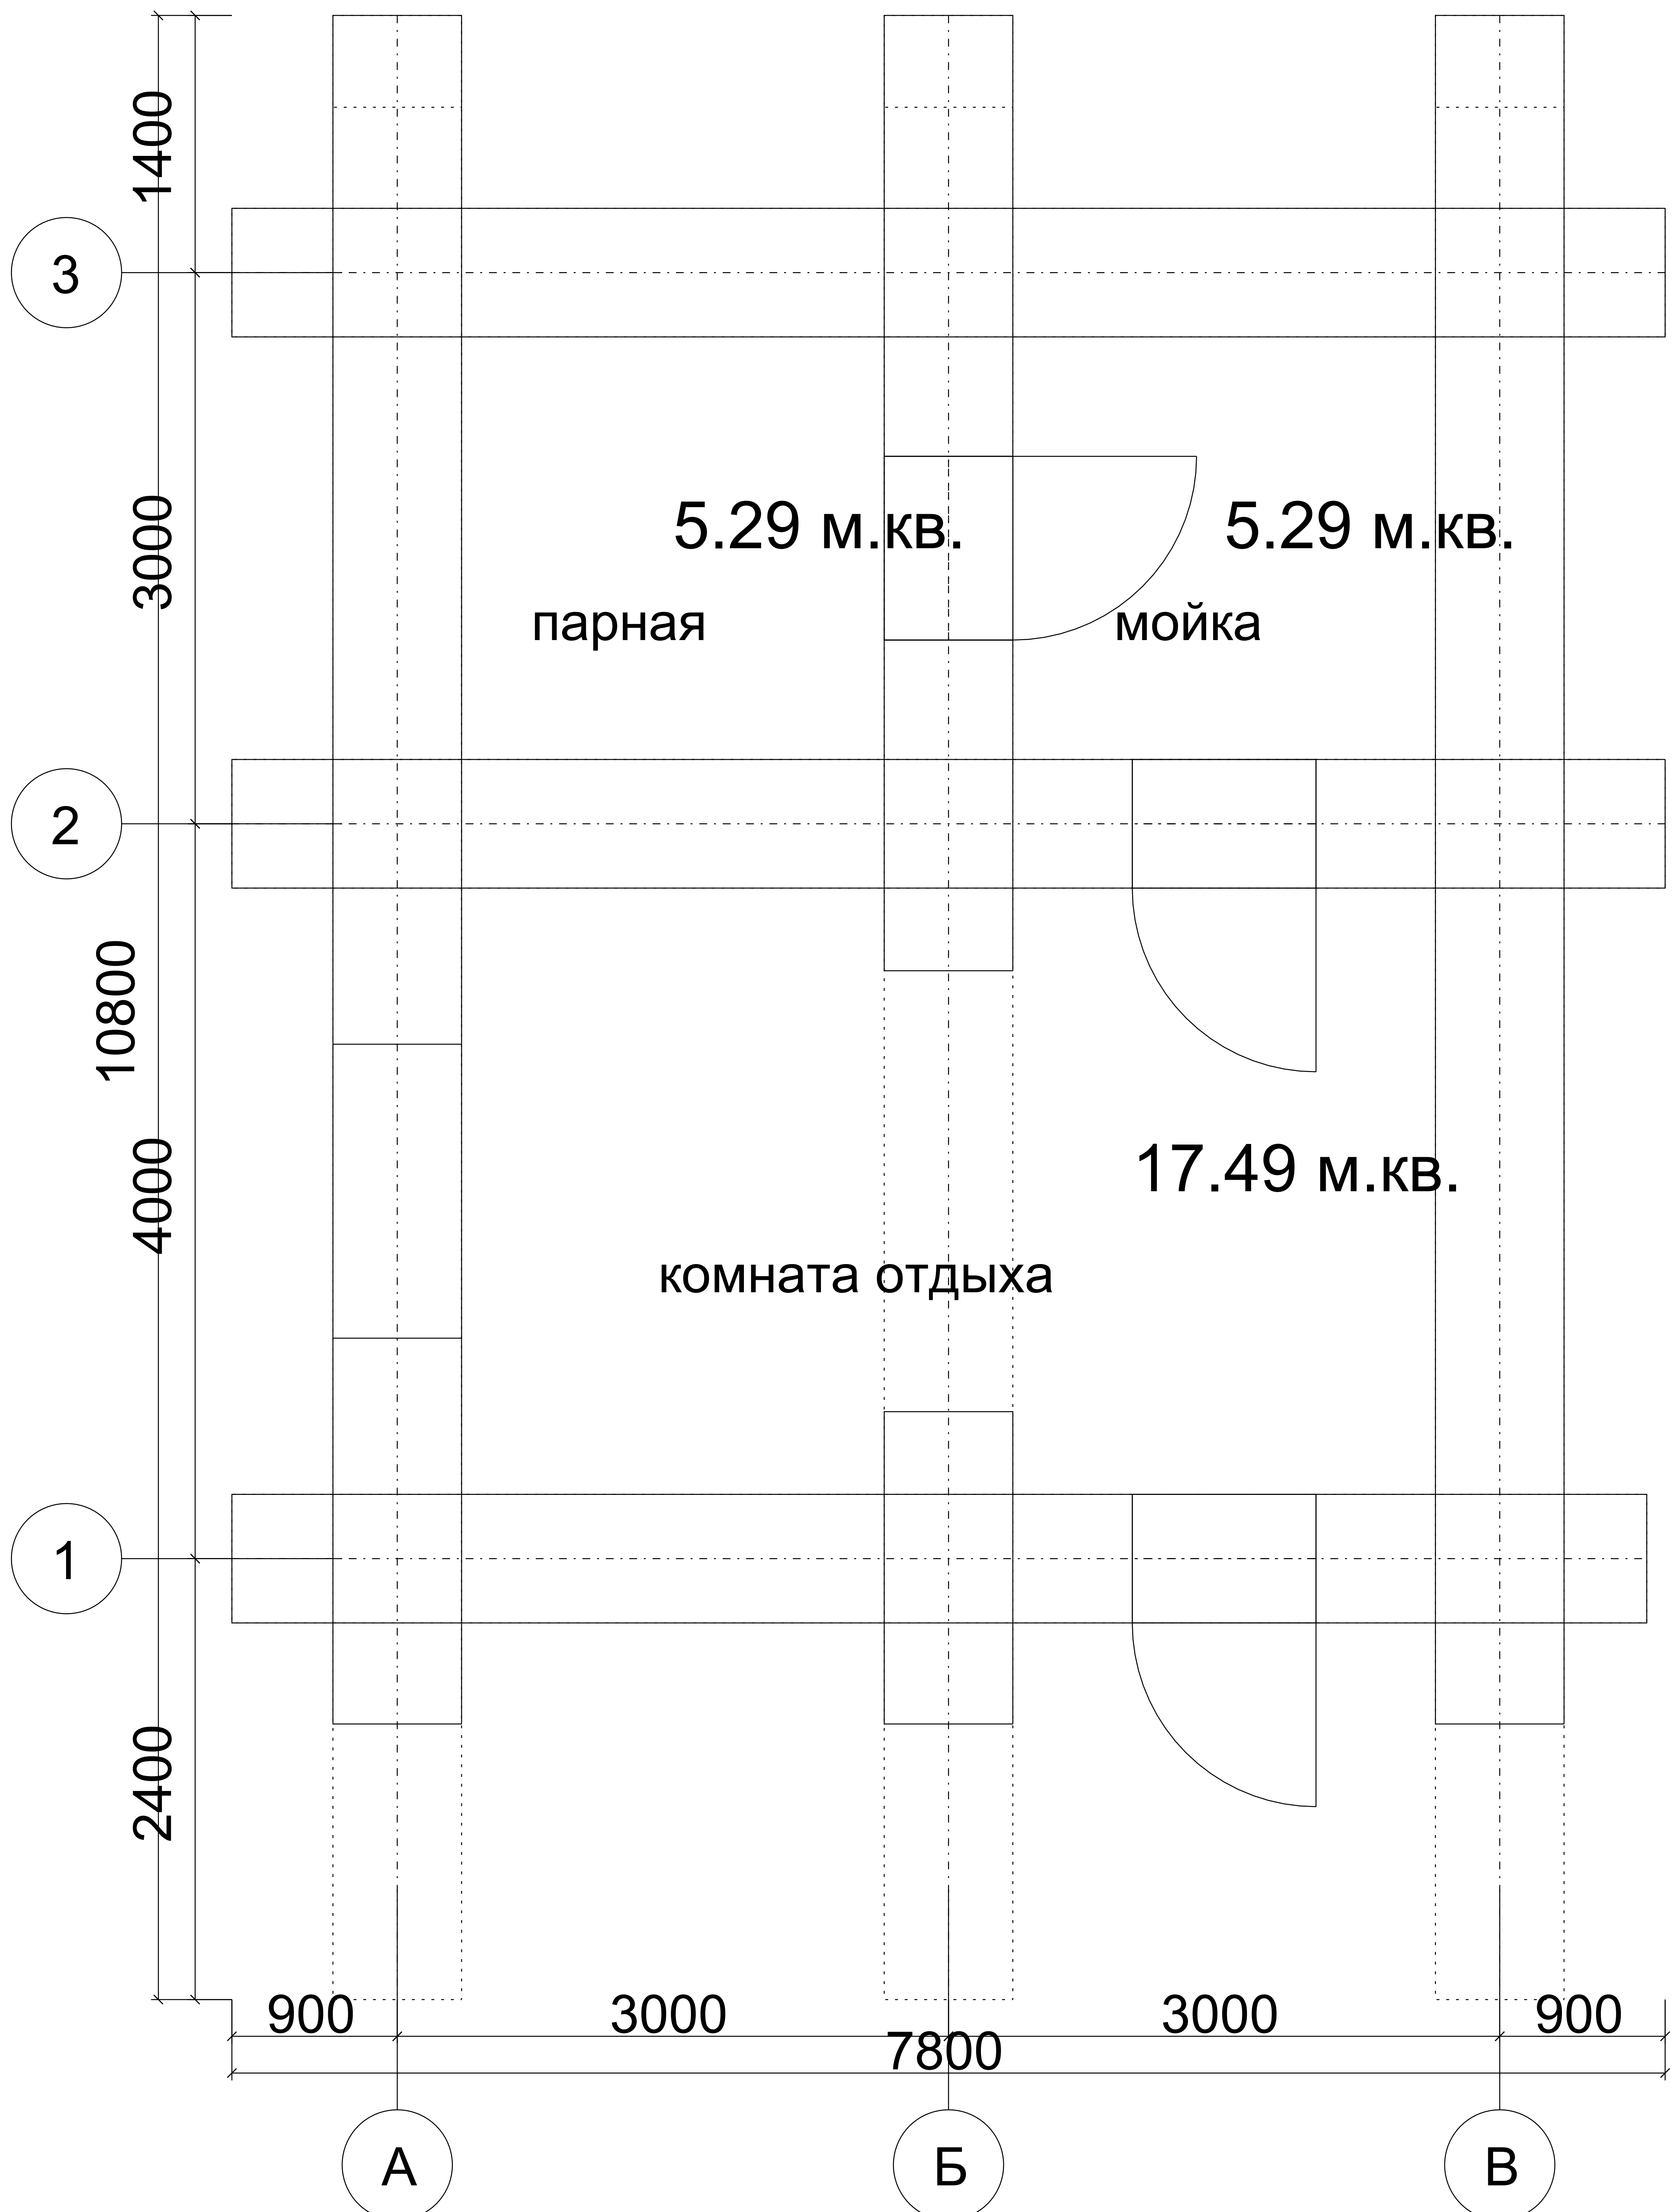 1400
3
3000
5.29 м.кв.
5.29 м.кв.
парная
мойка
2
10800
4000
17.49 м.кв.
комната отдыха
1
2400
900
3000
3000
900
7800
А
Б
В